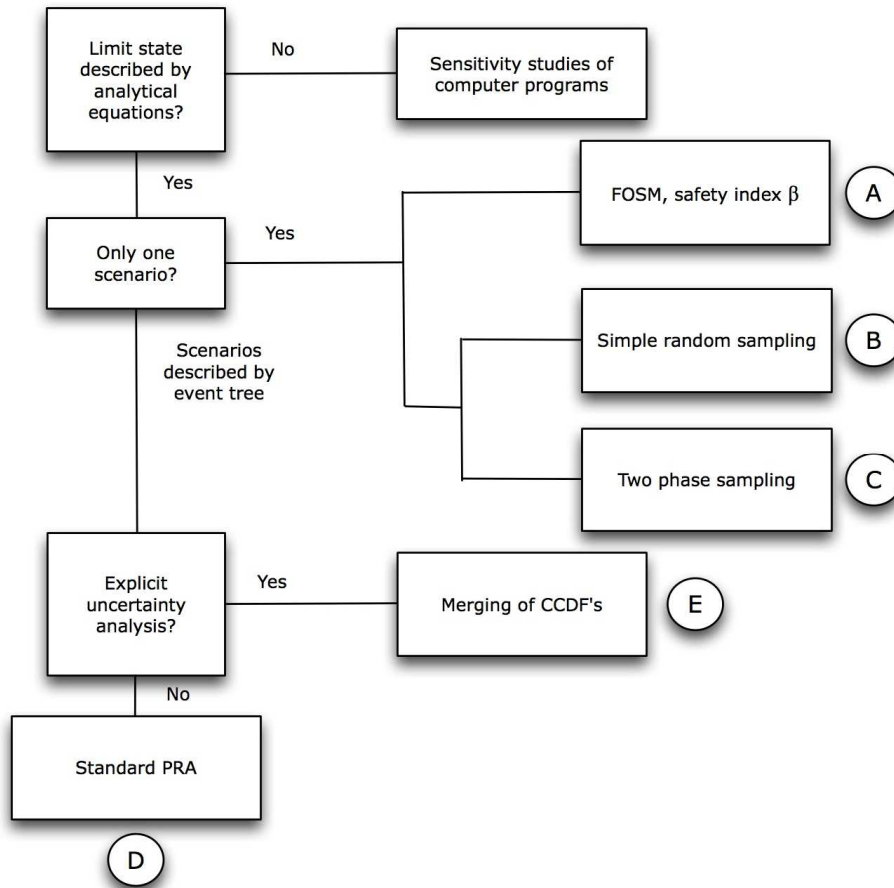 Limit state
described by
analytical
equations?
No
Sensitivity studies of
computer programs
Yes
FOSM, safety index β
A
Only one
scenario?
Yes
Simple random sampling
B
Scenarios
described by
event tree
Two phase sampling
C
Explicit
uncertainty
analysis?
Yes
Merging of CCDF's
E
No
Standard PRA
D